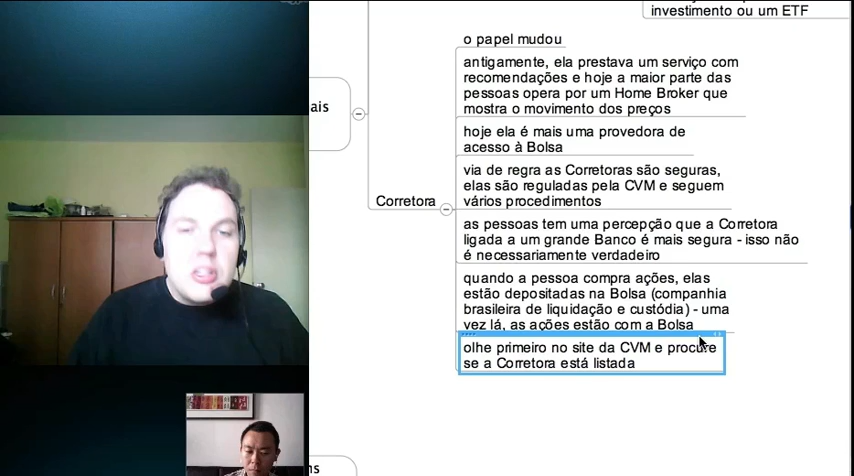 investimento ou um ETF
o papel mudou
antigamente, ela prestava um serviço com
recomendações e hoje a maior parte das
pessoas opera por um Home Broker que
mostra o movimento dos preços
ais
hoje ela é mais uma provedora de
acesso à Bolsa
via de regra as Corretoras são seguras,
elas são reguladas pela CVM e seguem
vários procedimentos
Corretora
as pessoas tem uma percepção que a Corretora
ligada a um grande Banco é mais segura - isso não
é necessariamente verdadeiro
quando a pessoa compra ações, elas
estão depositadas na Bolsa (companhia
brasileira de liquidação e custódia) - uma
vez lá, as ações estão com a Bolsa
olhe primeiro no site da CVM e procure
se a Corretora está listada
ns